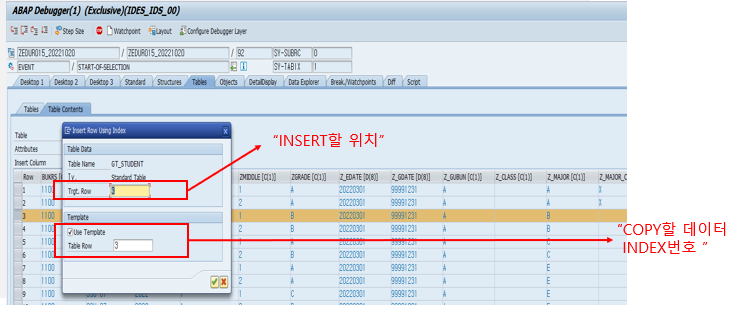 ABAP Debugger(1)  (Exclusive)(IDES_IDS_00)
Step Size Watchpoint Layout Configure Debugger Layer
ZEDUR015_20221020 / ZEDUR015_20221020 / 92 SY-SUBRC 0
EVENT / START-OF-SELECTION SY-TABIX 1
Desktop 1 Desktop 2 Desktop 3 Standard Structures Tables Objects DetailDisplay Data Explorer Break./Watchpoints Diff Script
Tables Table Contents
Table
Attributes
Insert Column
Insert Row Using Index
Table Data
Table Name GT_STUDENT
Standard Table
Trgt. Row 3
Template
Use Template
Table Row 3
"INSERT할 위치"
"COPY할 데이터
INDEX번호 "
Row BUKRS ZMIDDLE [C(1)] ZGRADE [C(1)] Z_EDATE [D(8)] Z_GDATE [D(8)] Z_GUBUN [C(1)] Z_CLASS [C(1)] Z_MAJOR [C(1)] Z_MAJOR_C
1 1100 1 A 20220301 99991231 A A X
2 1100 2 A 20220301 99991231 A A X
3 1100 1 B 20220301 99991231 A B
4 1100 2 B 20220301 99991231 A B
5 1100 1 A 20220301 99991231 A C
6 1100 2 B 20220301 99991231 A C
7 1100 1 A 20220301 99991231 A E
8 1100 2 A 20220301 99991231 A E
9 1100 1 C 20220301 99991231 A E